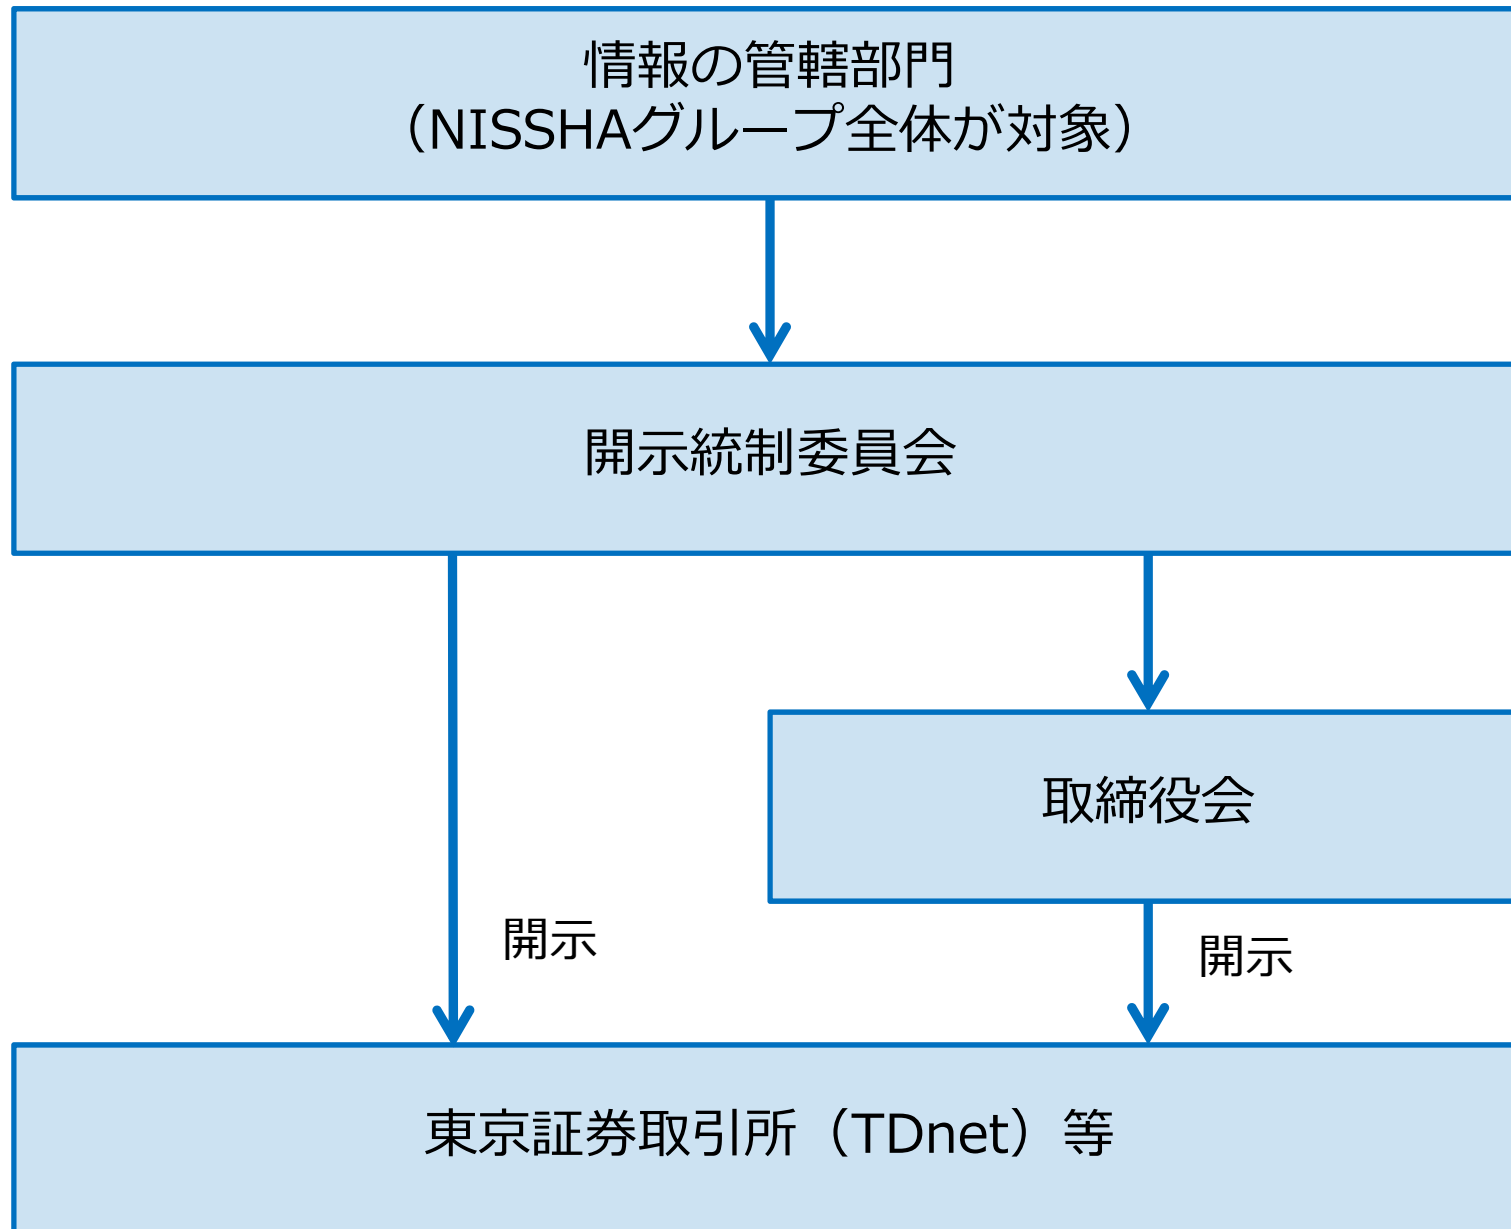 情報の管轄部門
（NISSHAグループ全体が対象）
開示統制委員会
取締役会
開示
開示
東京証券取引所（TDnet）等